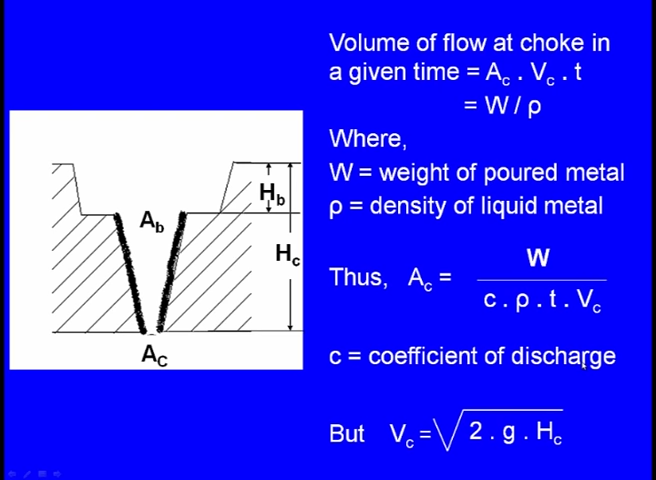 Volume of flow at choke in
a given time = Ac . Vc . t
= W / ρ
Where,
W = weight of poured metal
ρ = density of liquid metal
Ab
Hb
Hc
AC
Thus, Ac =
W
c . ρ . t . Vc
c = coefficient of discharge
But Vc = √2 . g . Hc